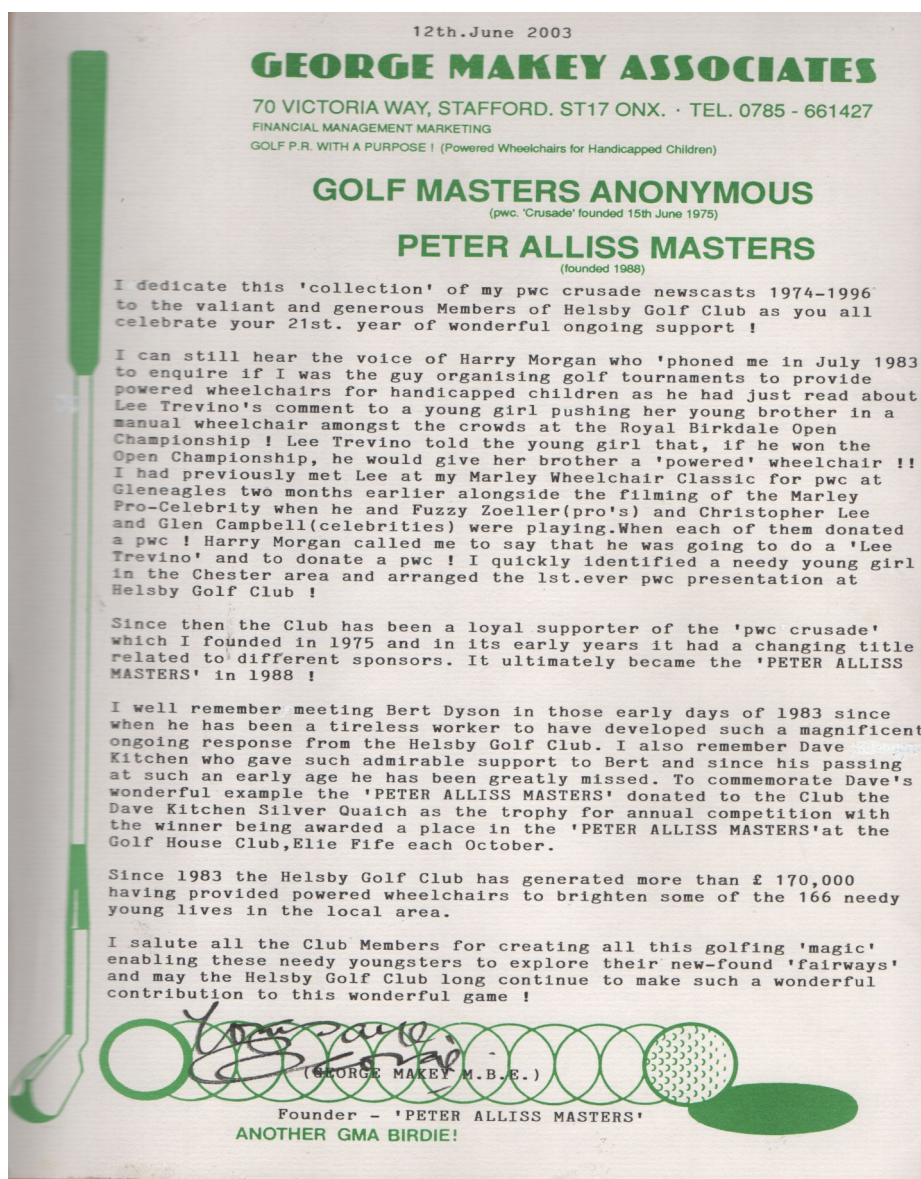 12th.June 2003
GEORGE MAKEY ASSOCIATES
70 VICTORIA WAY, STAFFORD. ST17 ONX. · TEL. 0785 - 661427
FINANCIAL MANAGEMENT MARKETING
GOLF P.R. WITH A PURPOSE ! (Powered Wheelchairs for Handicapped Children)
GOLF MASTERS ANONYMOUS
(pwc. 'Crusade' founded 15th June 1975)
PETER ALLISS MASTERS
(founded 1988)
I dedicate this 'collection' of my pwc crusade newscasts 1974-1996
to the valiant and generous Members of Helsby Golf Club as you all
celebrate your 21st. year of wonderful ongoing support !
I can still hear the voice of Harry Morgan who 'phoned me in July 1983
to enquire if I was the guy organising golf tournaments to provide
powered wheelchairs for handicapped children as he had just read about
Lee Trevino's comment to a young girl pushing her young brother in a
manual wheelchair amongst the crowds at the Royal Birkdale Open
Championship ! Lee Trevino told the young girl that, if he won the
Open Championship, he would give her brother a 'powered' wheelchair !!
I had previously met Lee at my Marley Wheelchair Classic for pwc at
Gleneagles two months earlier alongside the filming of the Marley
Pro-Celebrity when he and Fuzzy Zoeller(pro's) and Christopher Lee
and Glen Campbell(celebrities) were playing.When each of them donated
a pwc ! Harry Morgan called me to say that he was going to do a 'Lee
Trevino' and to donate a pwc ! I quickly identified a needy young girl
in the Chester area and arranged the 1st.ever pwc presentation at
Helsby Golf Club !
Since then the Club has been a loyal supporter of the 'pwc crusade'
which I founded in 1975 and in its early years it had a changing title
related to different sponsors. It ultimately became the 'PETER ALLISS
MASTERS' in 1988 !
I well remember meeting Bert Dyson in those early days of 1983 since
when he has been a tireless worker to have developed such a magnificent
ongoing response from the Helsby Golf Club. I also remember Dave
Kitchen who gave such admirable support to Bert and since his passing
at such an early age he has been greatly missed. To commemorate Dave's
wonderful example the 'PETER ALLISS MASTERS' donated to the Club the
Dave Kitchen Silver Quaich as the trophy for annual competition with
the winner being awarded a place in the 'PETER ALLISS MASTERS'at the
Golf House Club,Elie Fife each October.
Since 1983 the Helsby Golf Club has generated more than £ 170,000
having provided powered wheelchairs to brighten some of the 166 needy
young lives in the local area.
I salute all the Club Members for creating all this golfing 'magic'
enabling these needy youngsters to explore their new-found 'fairways'
and may the Helsby Golf Club long continue to make such a wonderful
contribution to this wonderful game !
(GEORGE MAKEY M.B.E.)
Founder - 'PETER ALLISS MASTERS'
ANOTHER GMA BIRDIE!